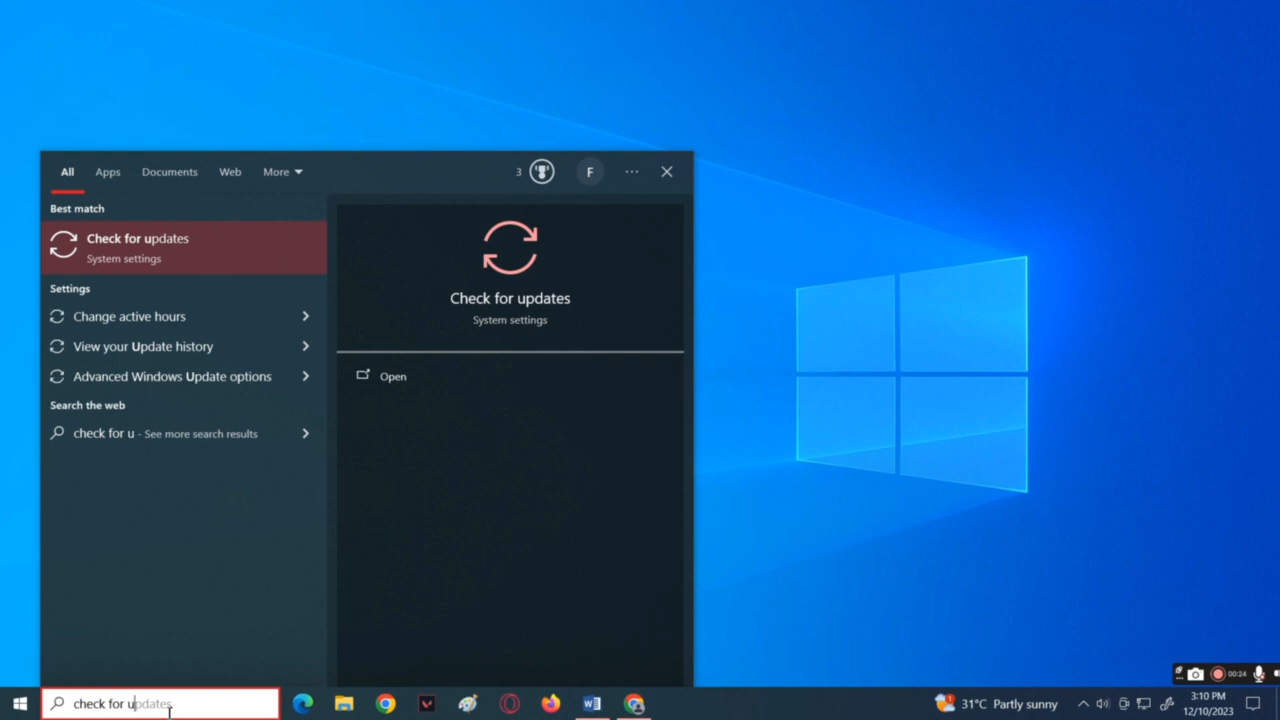 All Apps Documents Web More 3 F
Best match
Check for updates
System settings
Settings
Change active hours
View your Update history
Advanced Windows Update options
Search the web
check for u - See more search results
Check for updates
System settings
Open
check for updates
31°C Partly sunny
00:24
3:10 PM
12/10/2023